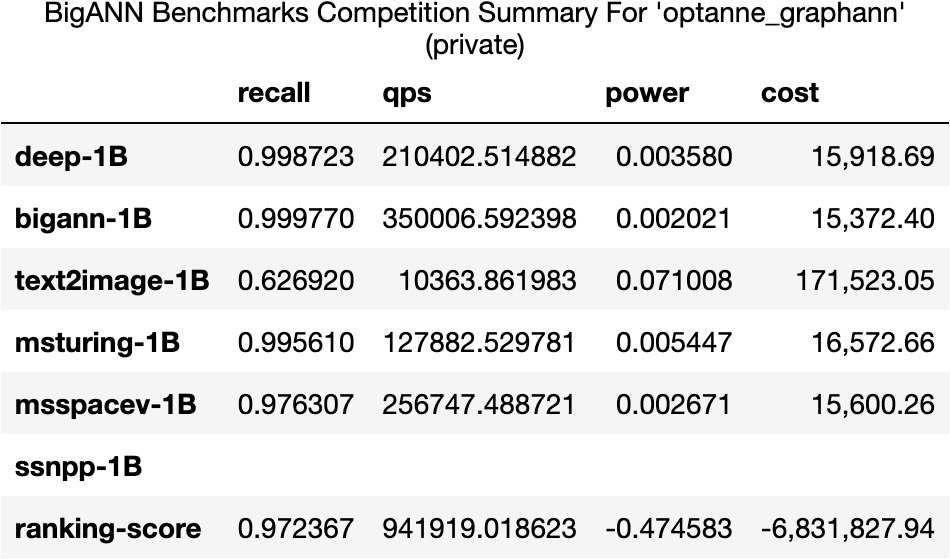 BigANN Benchmarks Competition Summary For 'optanne_graphann'
(private)
recall qps power cost
deep-1B 0.998723 210402.514882 0.003580 15,918.69
bigann-1B 0.999770 350006.592398 0.002021 15,372.40
text2image-1B 0.626920 10363.861983 0.071008 171,523.05
msturing-1B 0.995610 127882.529781 0.005447 16,572.66
msspacev-1B 0.976307 256747.488721 0.002671 15,600.26
ssnpp-1B
ranking-score 0.972367 941919.018623 -0.474583 -6,831,827.94